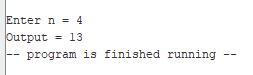 Enter n = 4
Output = 13
-- program is finished running --